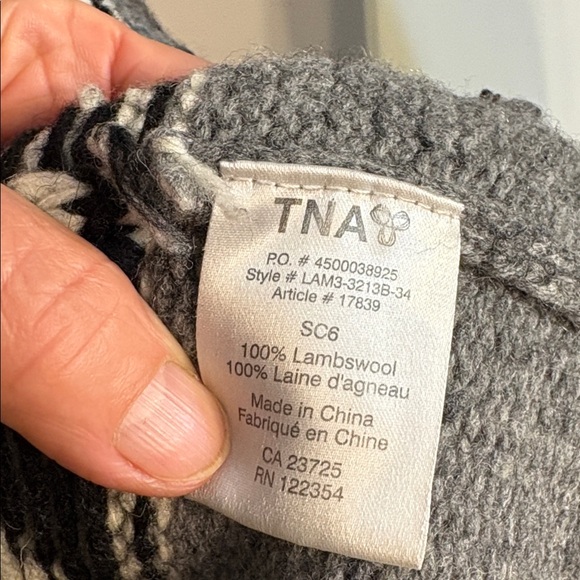 TNA
P.O. # 4500038925
Style # LAM3-3213B-34
Article # 17839
SC6
100% Lambswool
100% Laine d'agneau
Made in China
Fabriqué en Chine
CA 23725
RN 122354